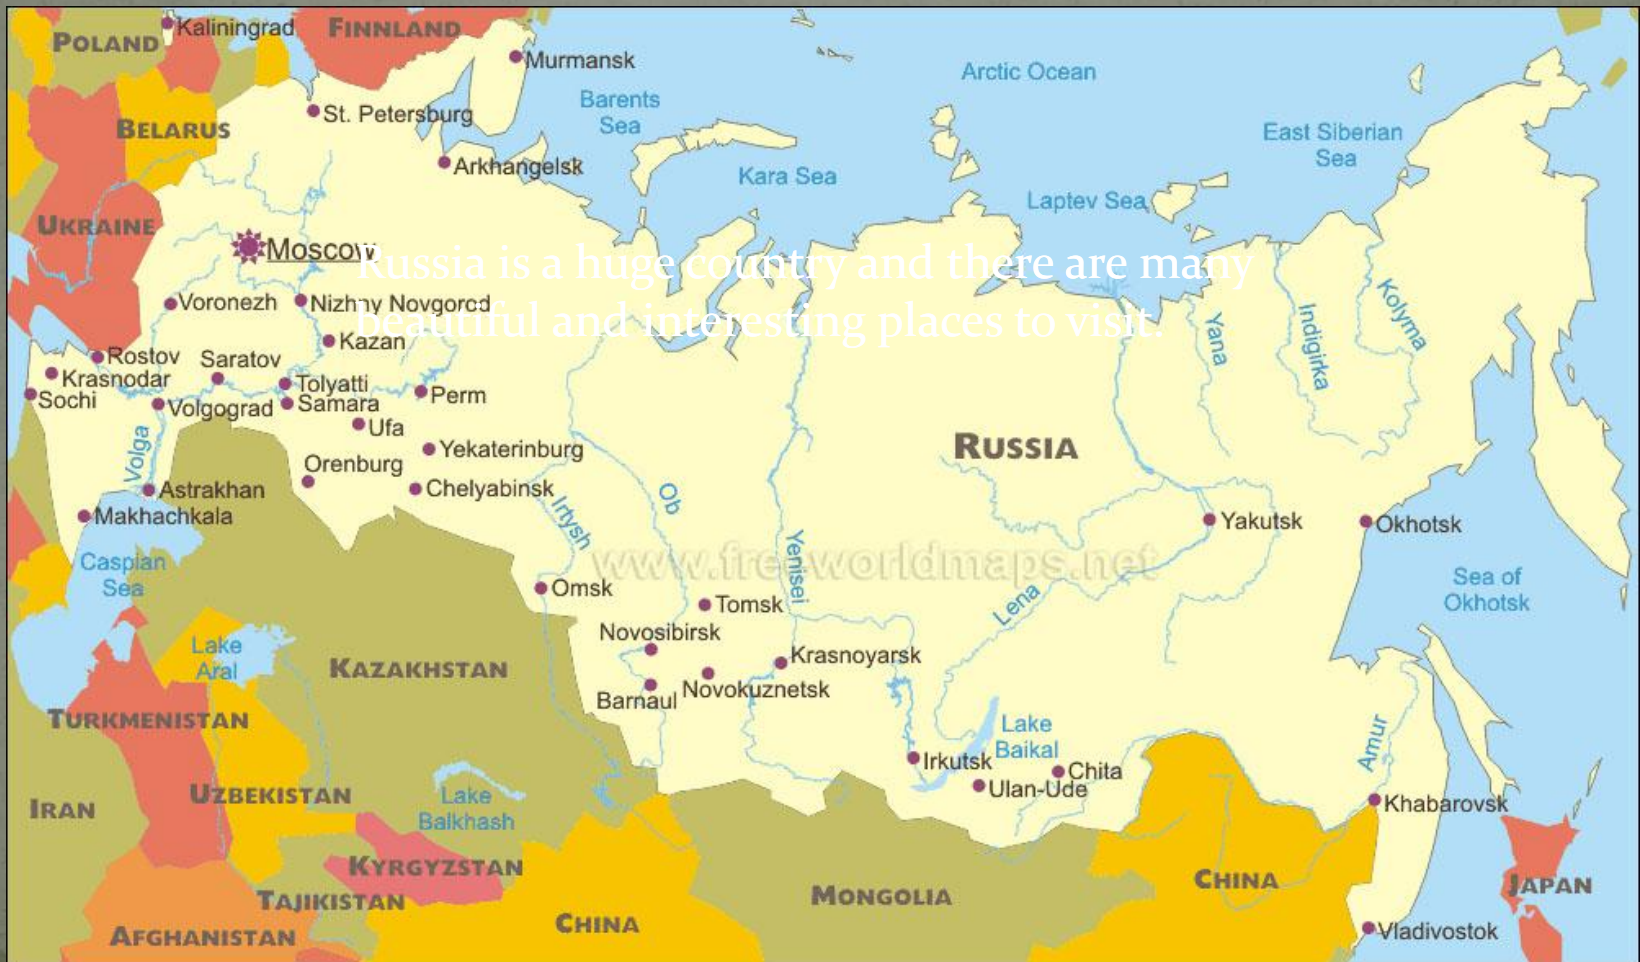 POLAND
Kaliningrad
FINNLAND
Murmansk
Arctic Ocean
Barents
Sea
St. Petersburg
BELARUS
East Siberian
Sea
Arkhangelsk
Kara Sea
Laptev Sea
UKRAINE
Moscow
Russia is a huge country and there are many
beautiful and interesting places to visit.
Voronezh
Nizhny Novgorod
Kolyma
Indigirka
Yana
Kazan
Rostov
Saratov
Krasnodar
Tolyatti
Sochi
Perm
Volgograd
Samara
Ufa
Volga
Yekaterinburg
RUSSIA
Orenburg
Astrakhan
Chelyabinsk
Ob
Irtysh
Makhachkala
Yakutsk
Okhotsk
Caspian
Sea
www.freeworldmaps.net
Yenisei
Sea of
Okhotsk
Omsk
Tomsk
Lena
Novosibirsk
Lake
Aral
KAZAKHSTAN
Krasnoyarsk
Barnaul
Novokuznetsk
TURKMENISTAN
Lake
Baikal
Amur
Irkutsk
Chita
Ulan-Ude
UZBEKISTAN
IRAN
Lake
Balkhash
Khabarovsk
KYRGYZSTAN
CHINA
JAPAN
TAJIKISTAN
MONGOLIA
CHINA
AFGHANISTAN
Vladivostok